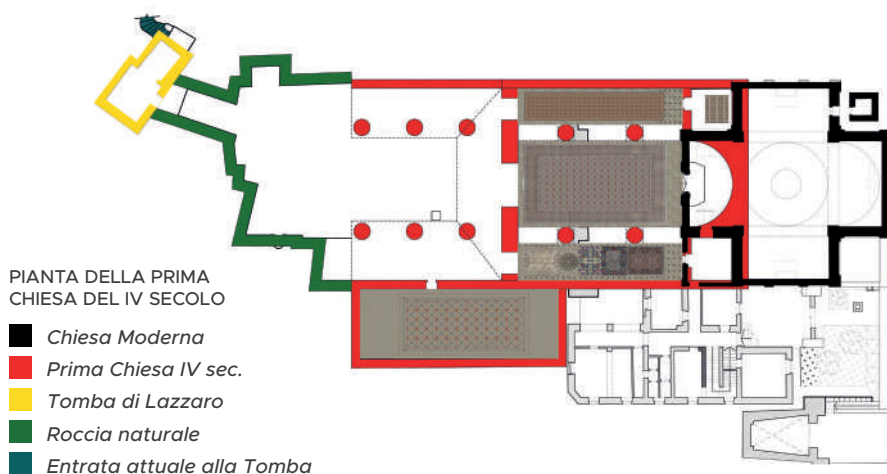 PIANTA DELLA PRIMA
CHIESA DEL IV SECOLO
Chiesa Moderna
Prima Chiesa IV sec.
Tomba di Lazzaro
Roccia naturale
Entrata attuale alla Tomba